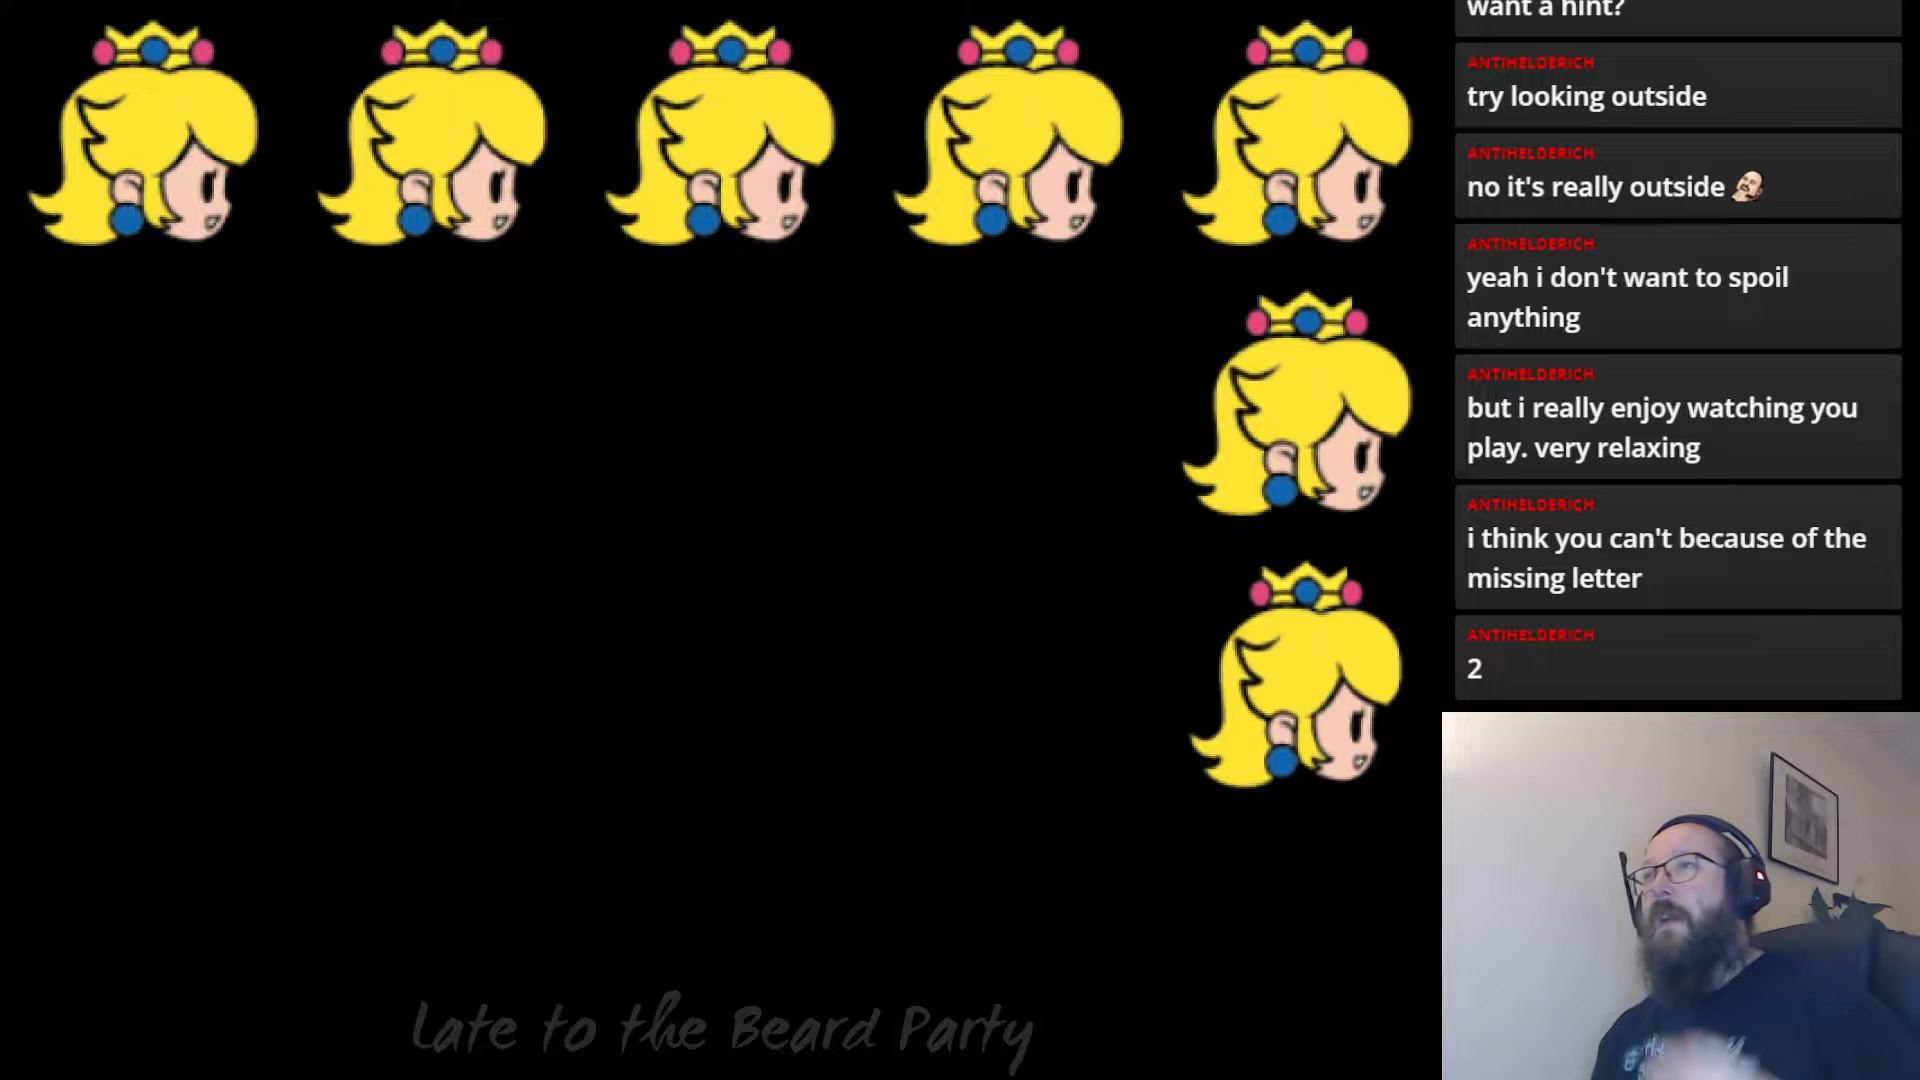 want a hint?
ANTIHELDERICH
try looking outside
ANTIHELDERICH
no it's really outside
ANTIHELDERICH
yeah i don't want to spoil
anything
ANTIHELDERICH
but i really enjoy watching you
play. very relaxing
ANTIHELDERICH
i think you can't because of the
missing letter
ANTIHELDERICH
2
Late to the Beard Party